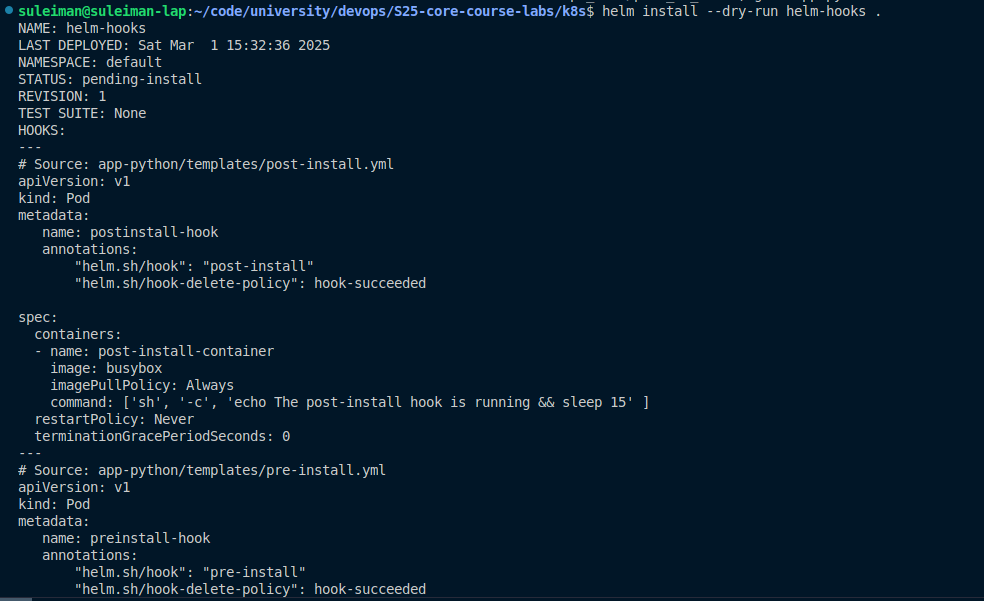 suleiman@suleiman-lap:~/code/university/devops/S25-core-course-labs/k8s$ helm install --dry-run helm-hooks .
NAME: helm-hooks
LAST DEPLOYED: Sat Mar  1 15:32:36 2025
NAMESPACE: default
STATUS: pending-install
REVISION: 1
TEST SUITE: None
HOOKS:
---
# Source: app-python/templates/post-install.yml
apiVersion: v1
kind: Pod
metadata:
   name: postinstall-hook
   annotations:
       "helm.sh/hook": "post-install"
       "helm.sh/hook-delete-policy": hook-succeeded

spec:
  containers:
  - name: post-install-container
    image: busybox
    imagePullPolicy: Always
    command: ['sh', '-c', 'echo The post-install hook is running && sleep 15' ]
  restartPolicy: Never
  terminationGracePeriodSeconds: 0
---
# Source: app-python/templates/pre-install.yml
apiVersion: v1
kind: Pod
metadata:
   name: preinstall-hook
   annotations:
       "helm.sh/hook": "pre-install"
       "helm.sh/hook-delete-policy": hook-succeeded